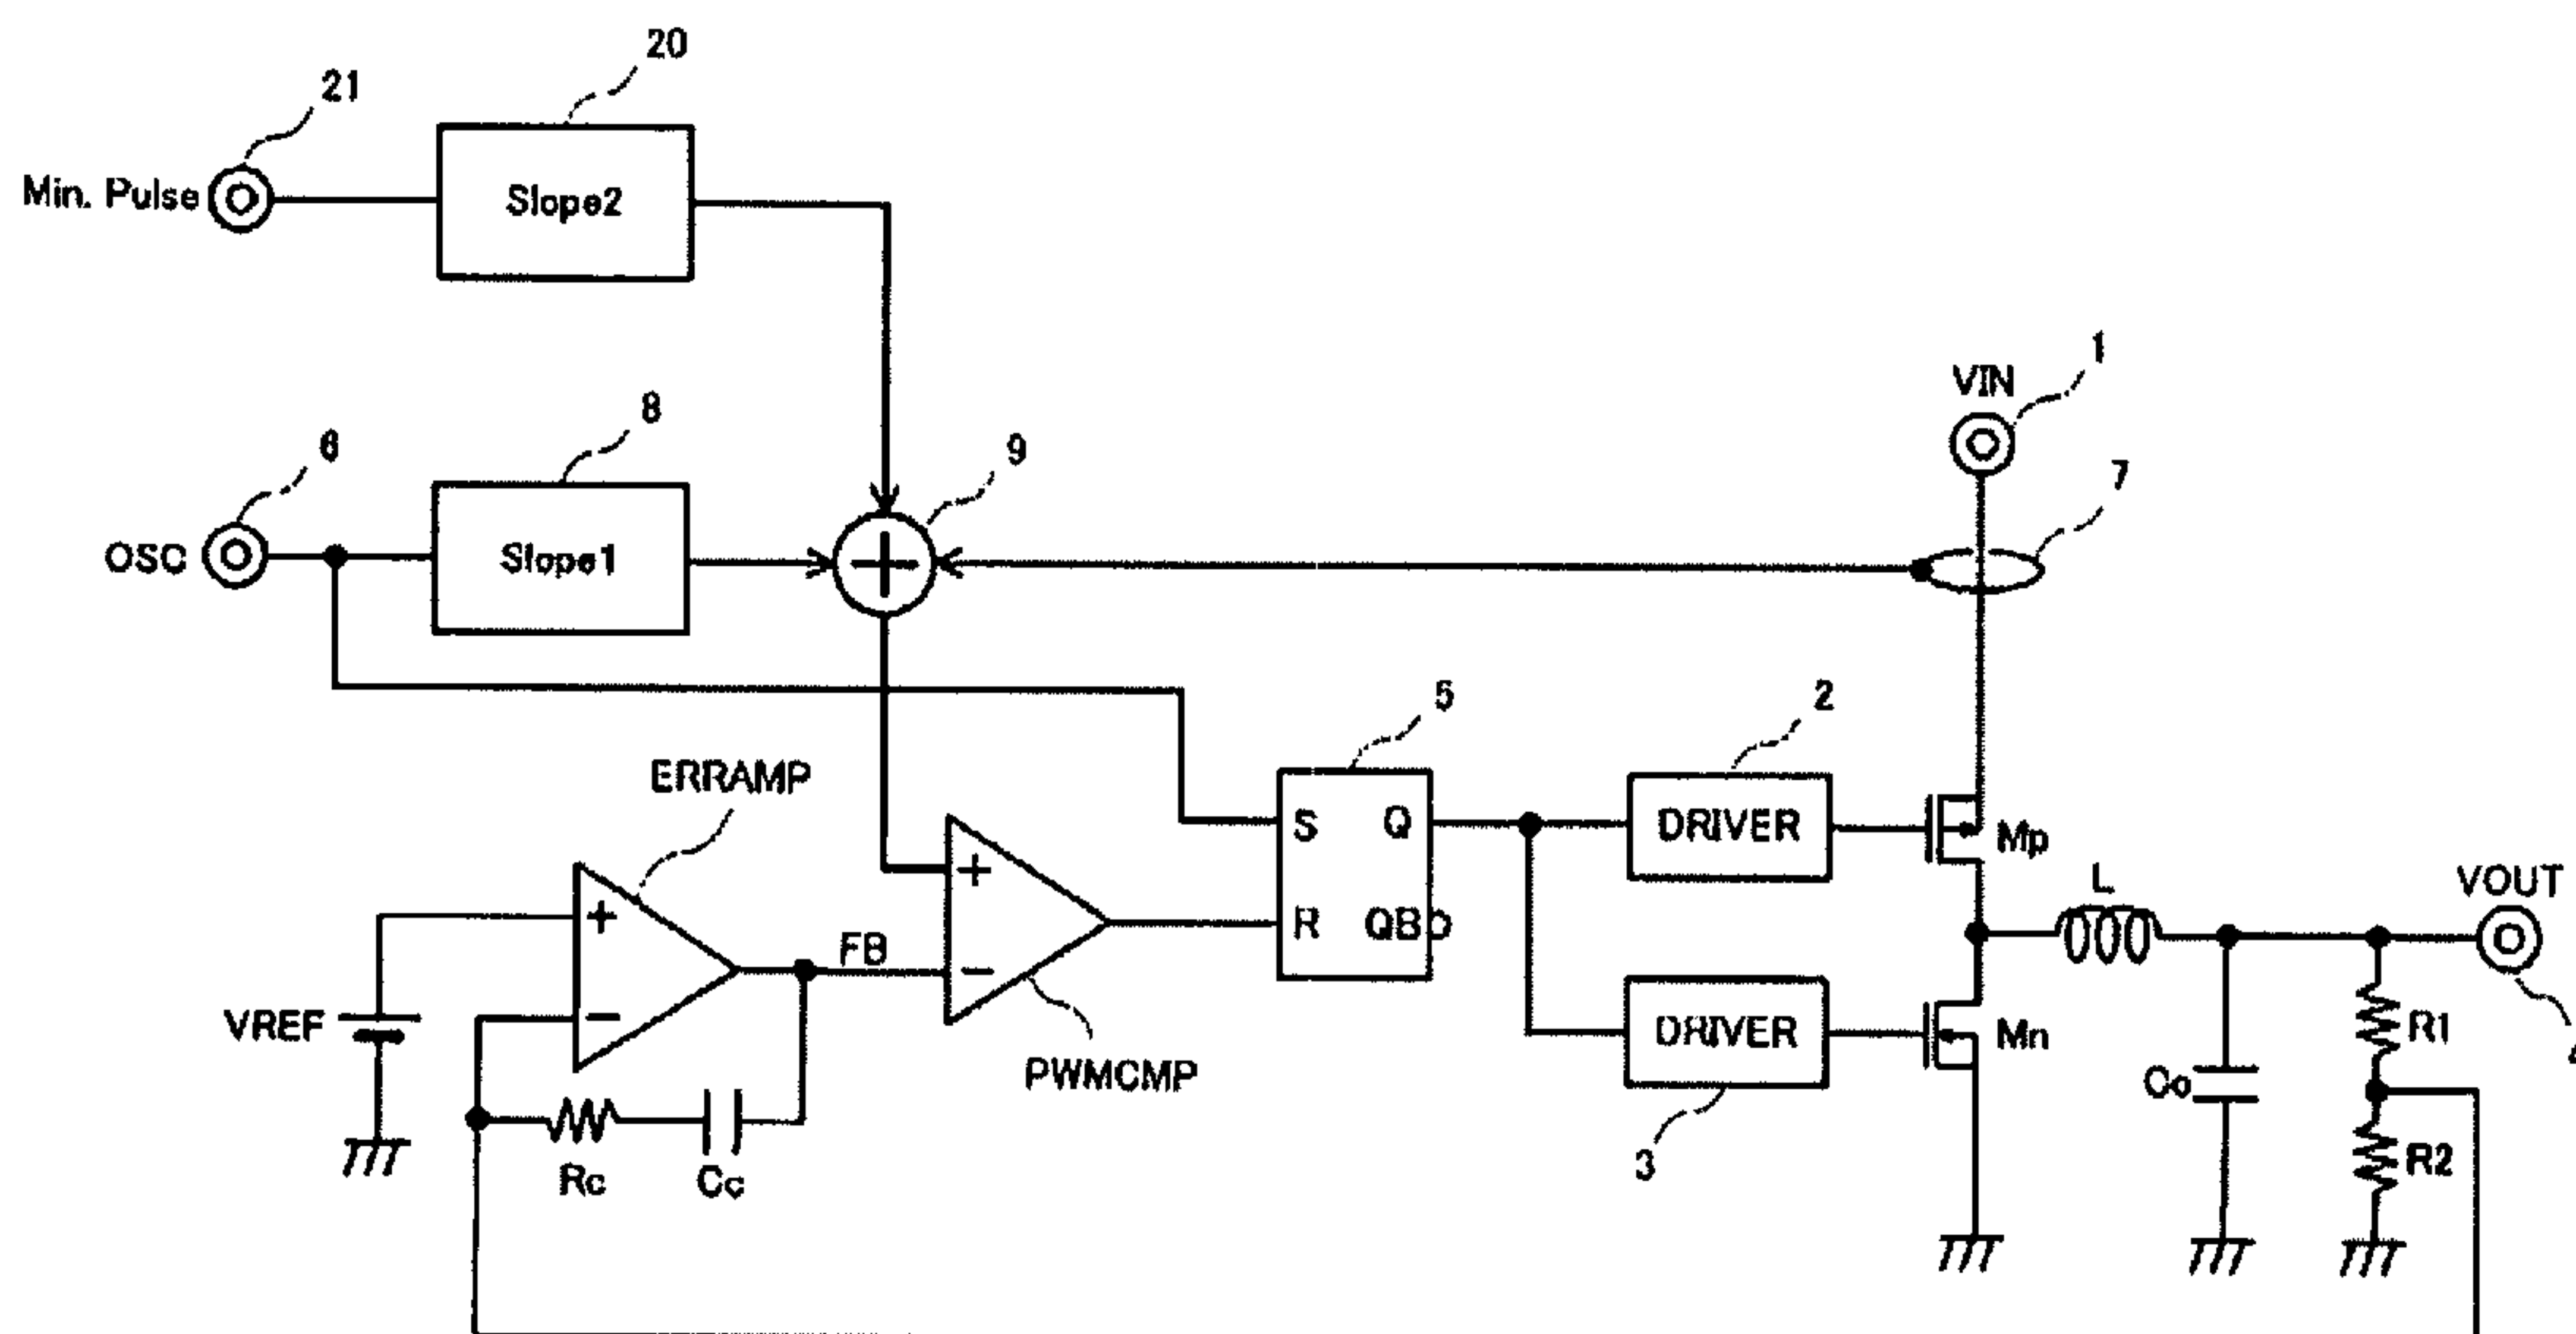 20
21
Min. Pulse
Slope2
1
VIN
8
7
6
9
OSC
Slope1
5
2
ERRAMP
S
Q
DRIVER
Mp
+
L
VOUT
+
R
QB
FB
−
VREF
−
DRIVER
Mn
R1
PWMCMP
Co
3
R2
Rc
Cc